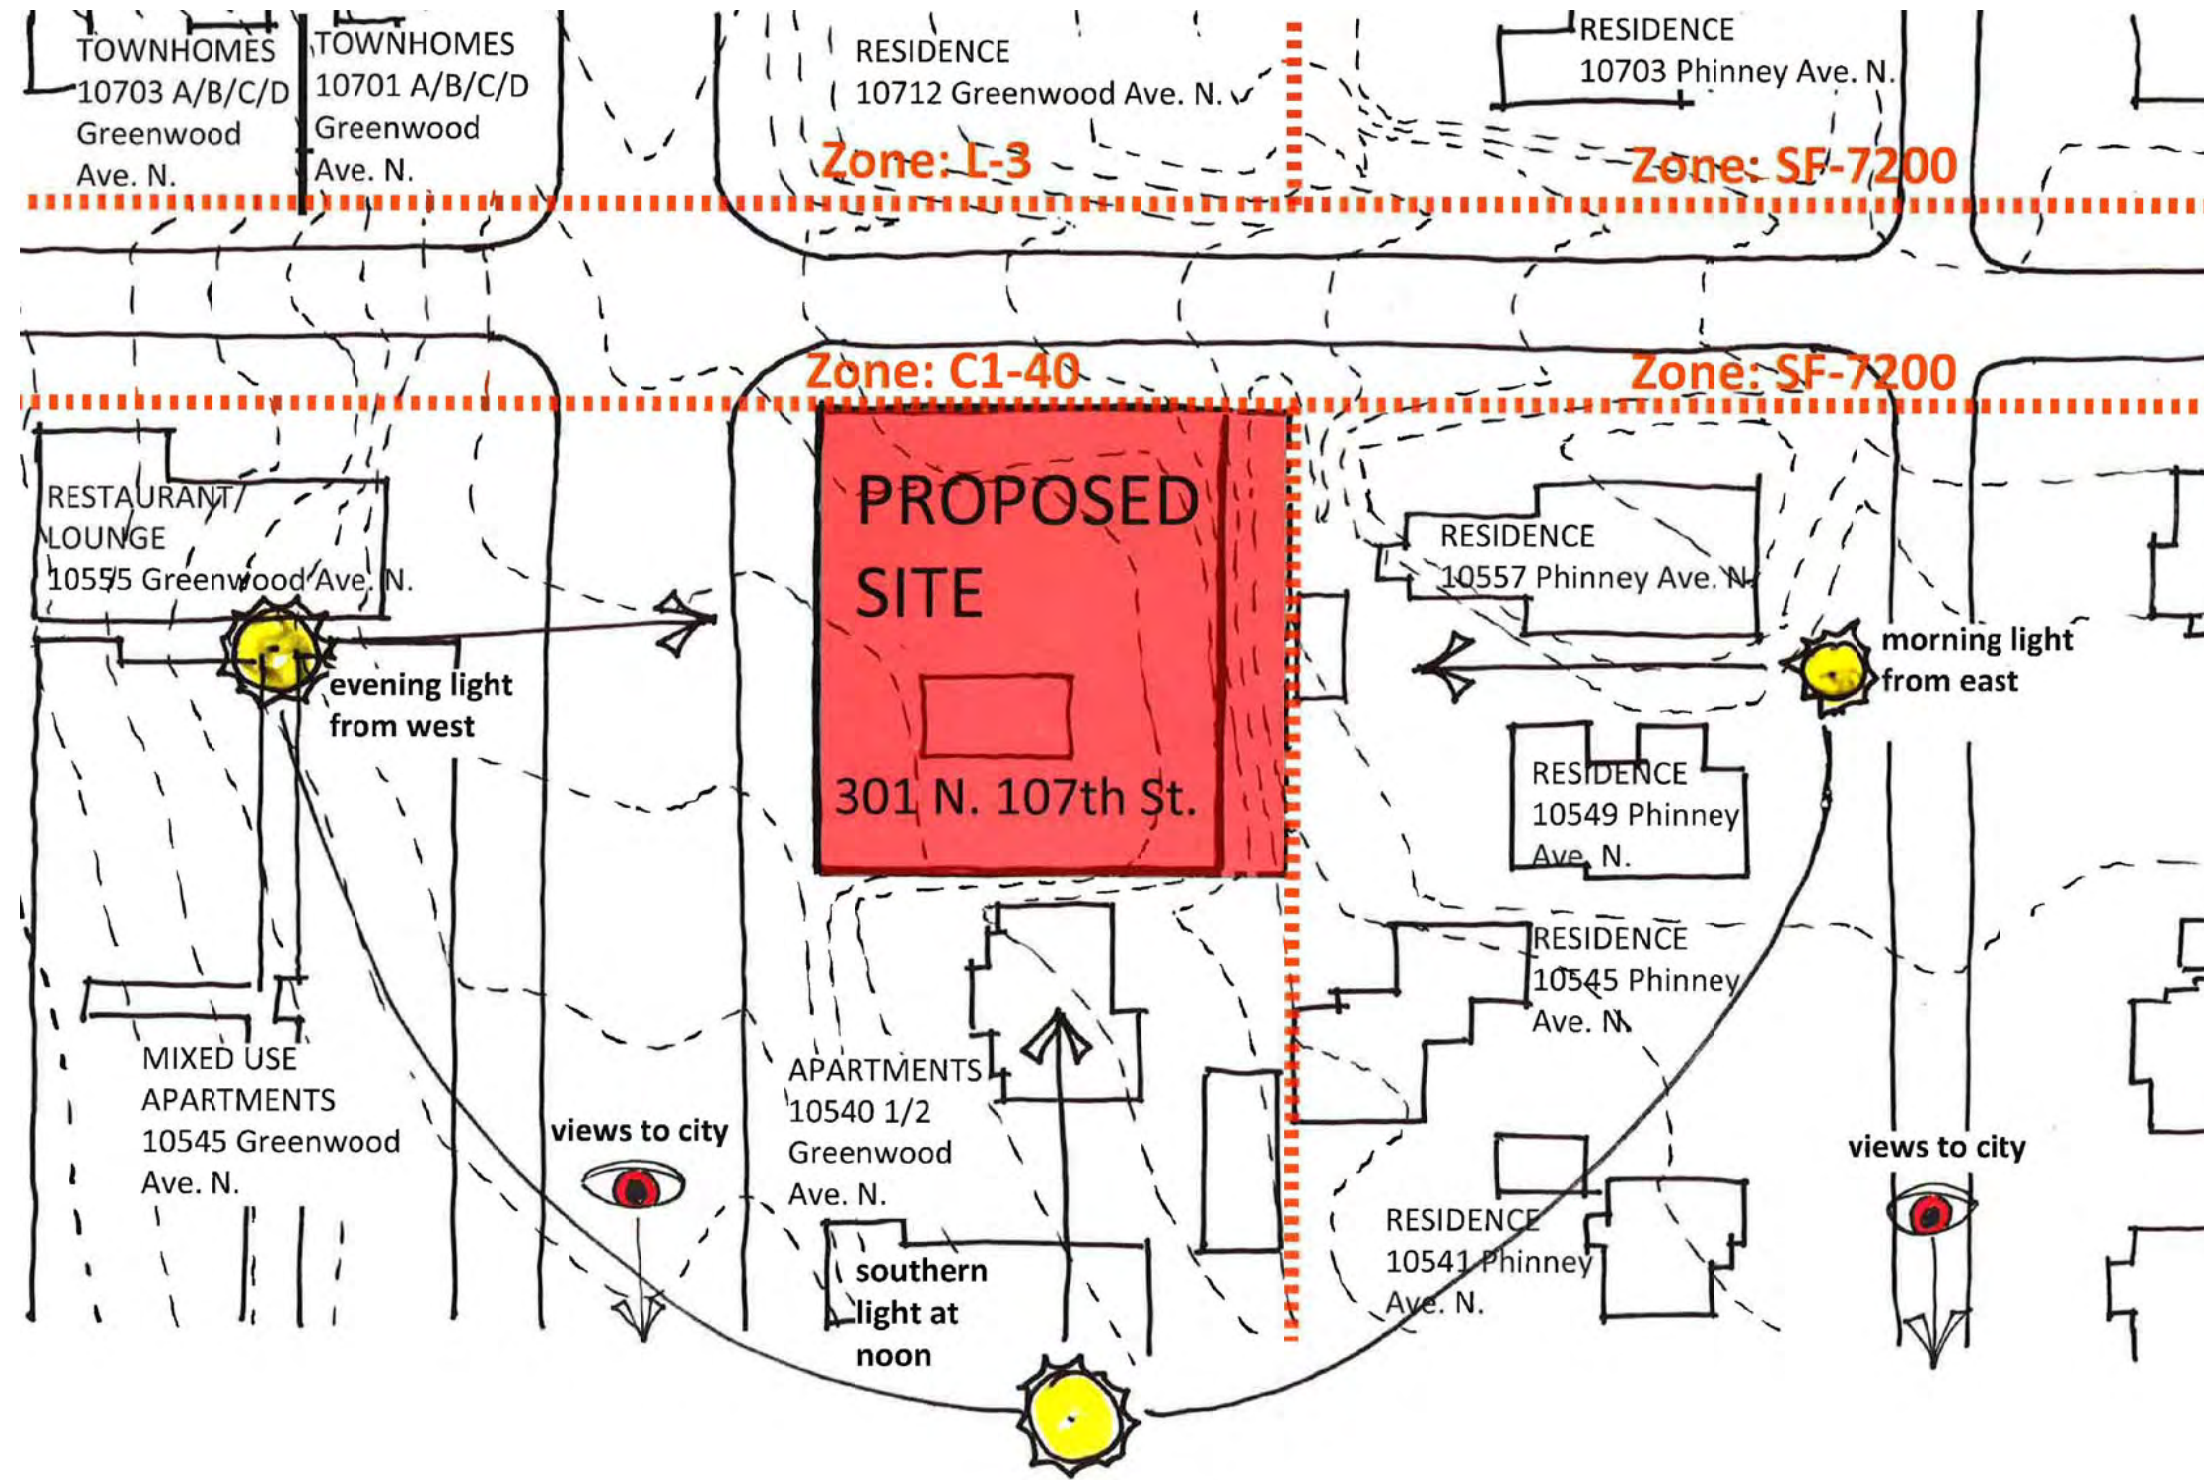 TOWNHOMES
10703 A/B/C/D
Greenwood
Ave. N.
TOWNHOMES
10701 A/B/C/D
Greenwood
Ave. N.
RESIDENCE
10712 Greenwood Ave. N.
RESIDENCE
10703 Phinney Ave. N.
Zone: L-3
Zone: SF-7200
Zone: C1-40
Zone: SF-7200
RESTAURANT/
LOUNGE
10555 Greenwood Ave. N.
PROPOSED
SITE
301 N. 107th St.
RESIDENCE
10557 Phinney Ave. N.
evening light
from west
morning light
from east
RESIDENCE
10549 Phinney
Ave. N.
RESIDENCE
10545 Phinney
Ave. N.
MIXED USE
APARTMENTS
10545 Greenwood
Ave. N.
views to city
APARTMENTS
10540 1/2
Greenwood
Ave. N.
views to city
RESIDENCE
10541 Phinney
Ave. N.
southern
light at
noon